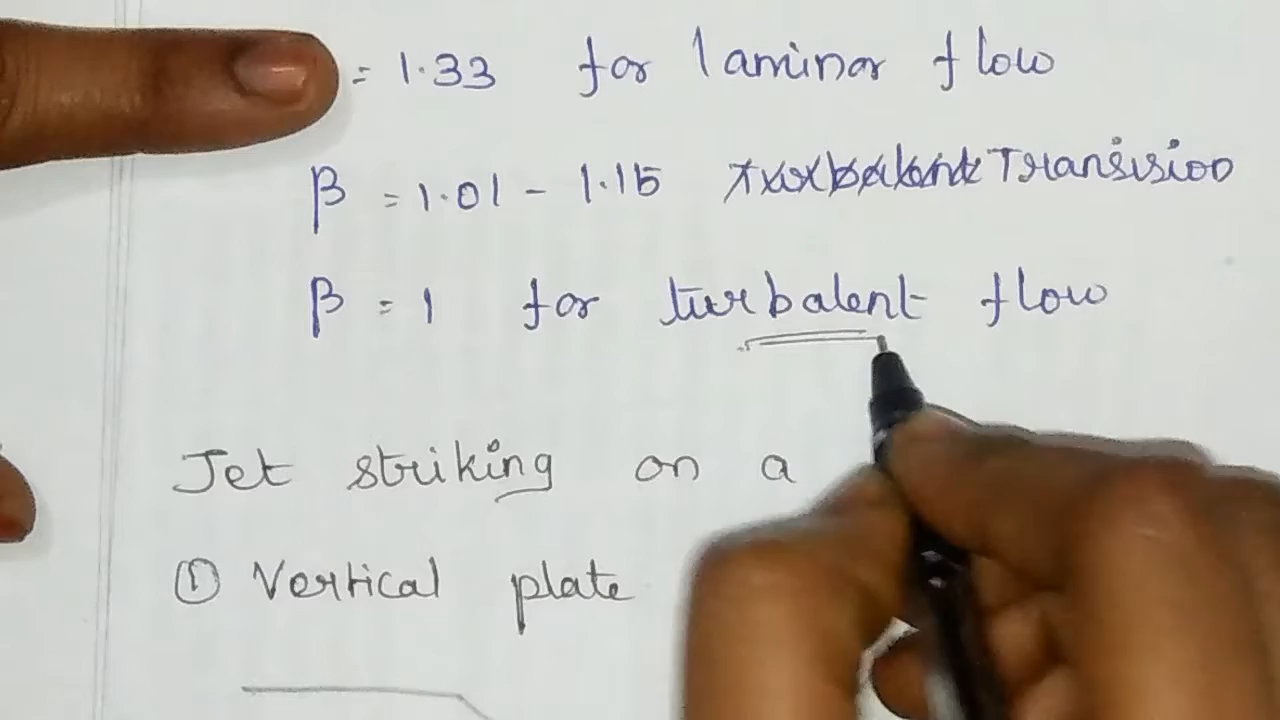 = 1.33 for laminar flow
β = 1.01 - 1.15 Transision
β = 1 for turbalent flow
Jet striking on a
① Vertical plate